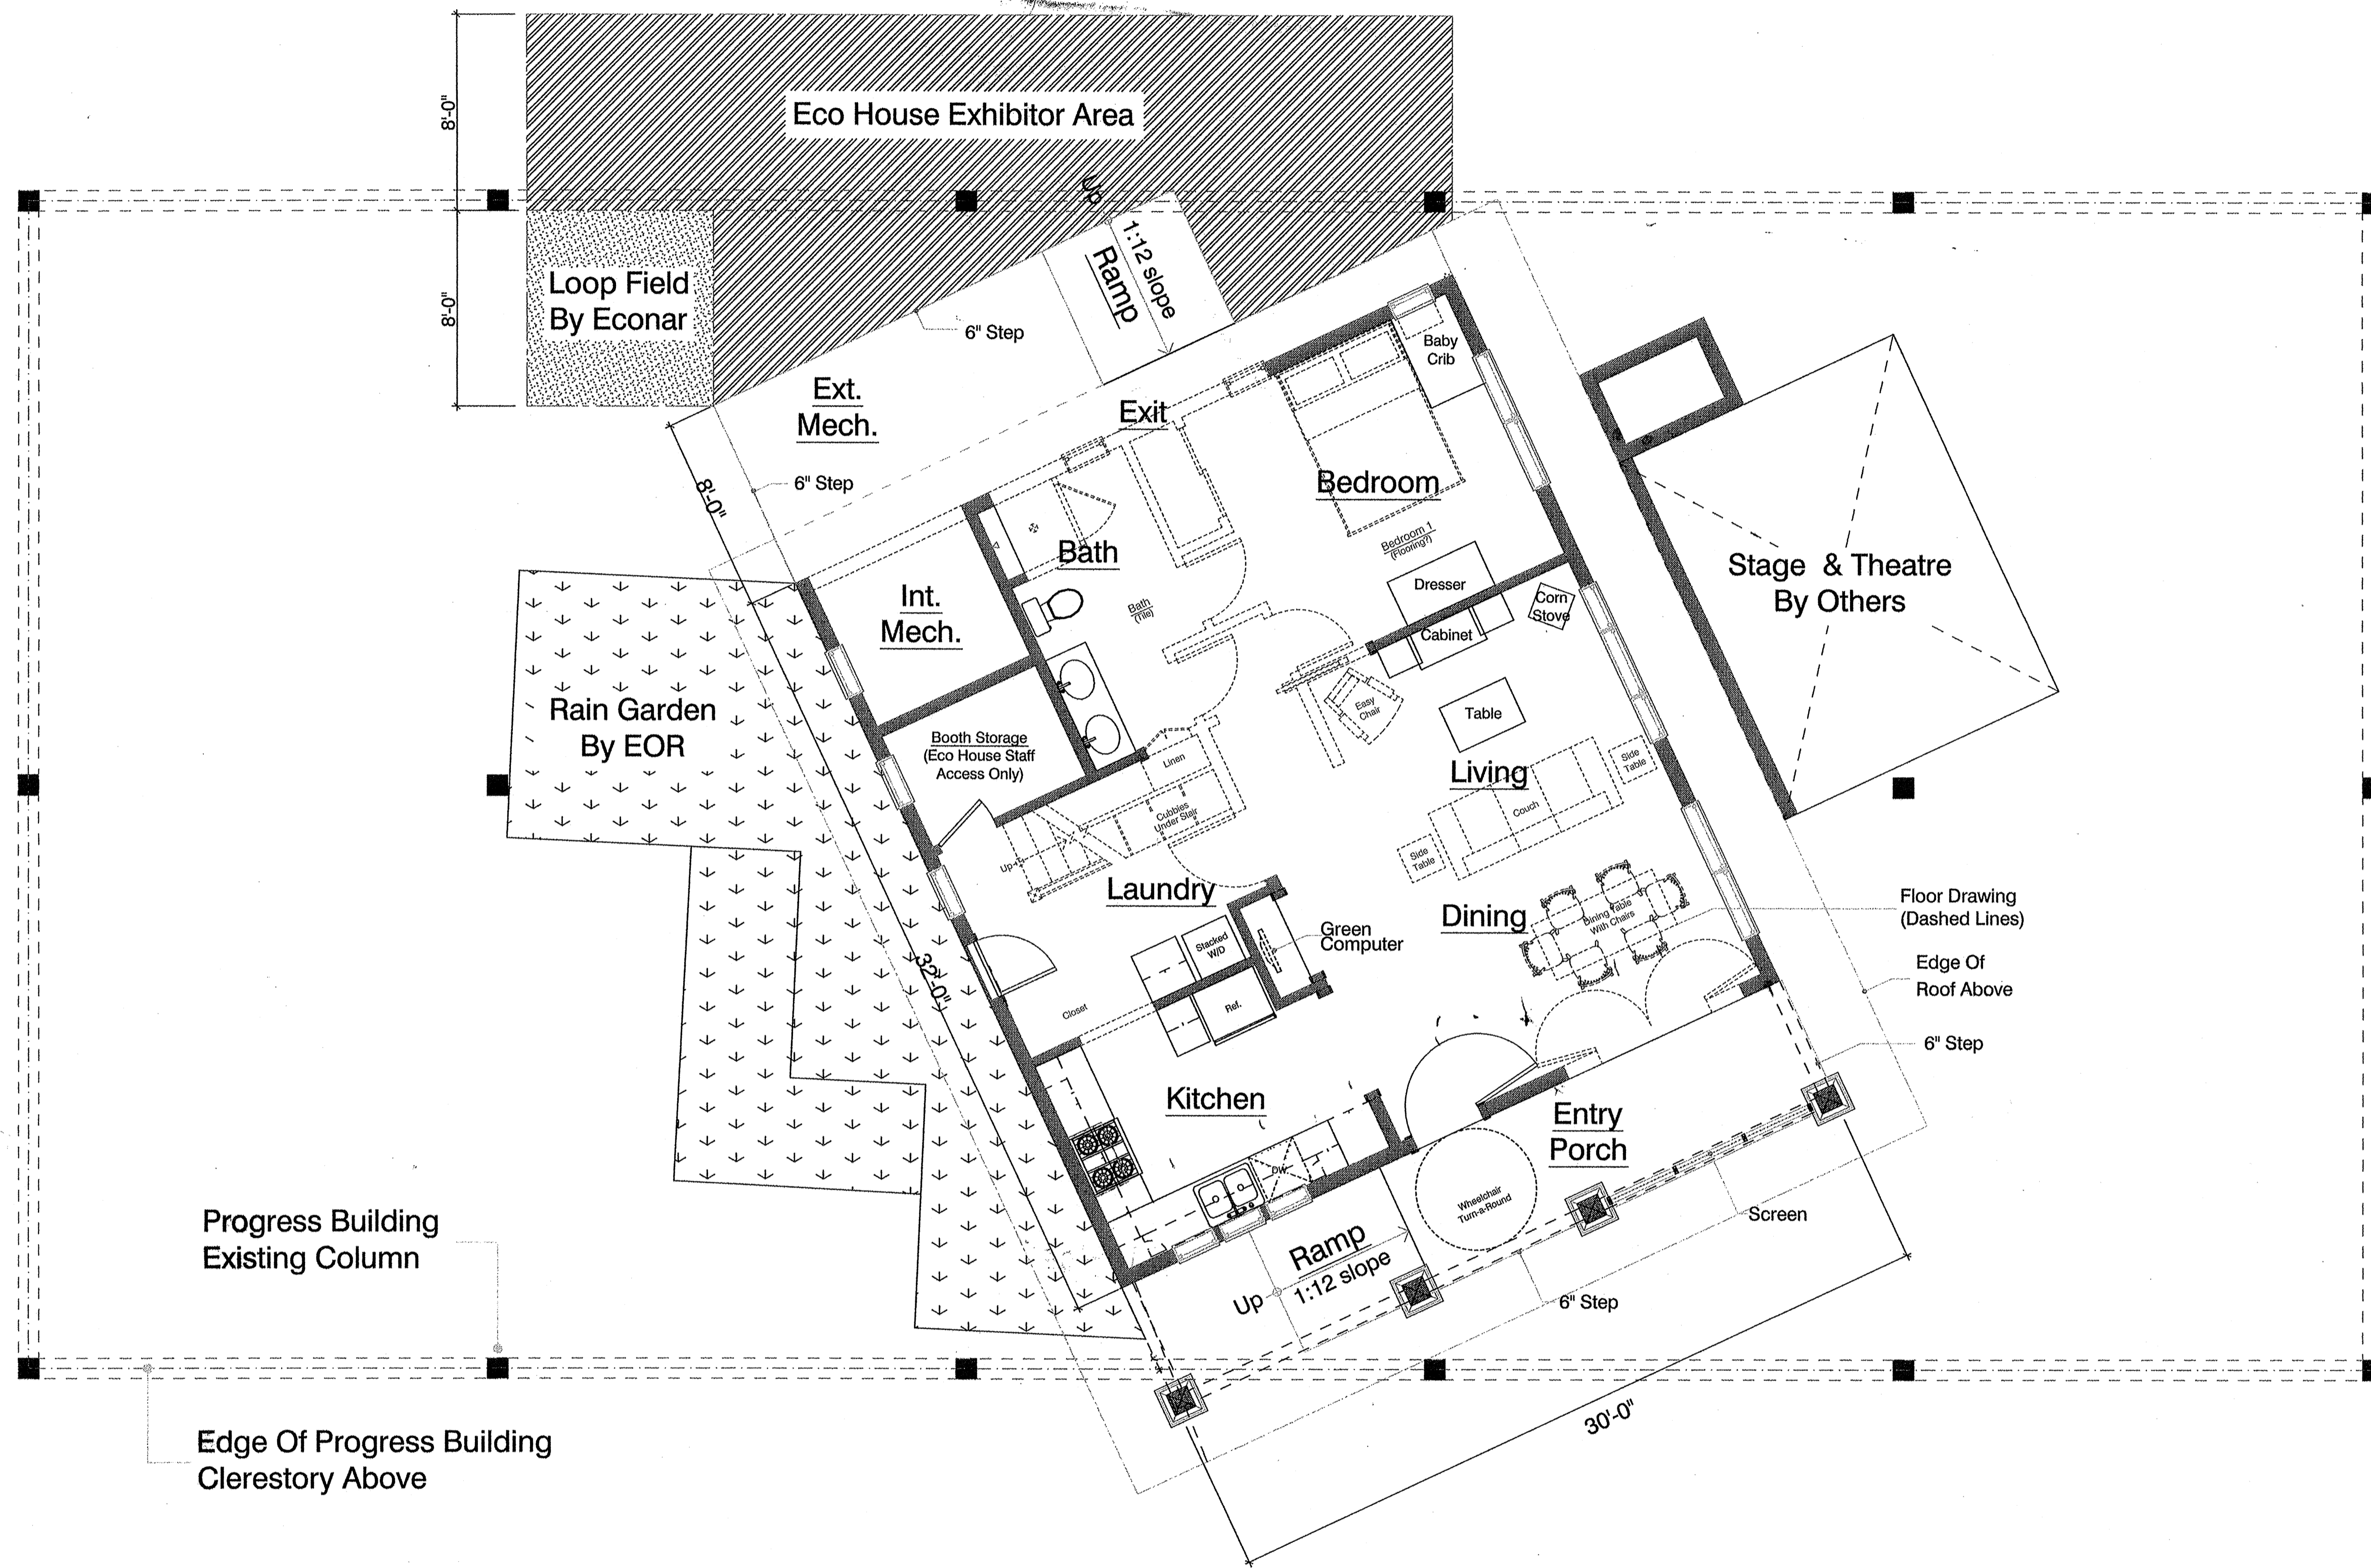 8'-0"
Eco House Exhibitor Area
Up
1:12 slope
Ramp
Loop Field
By Econar
8'-0"
6" Step
Baby
Crib
Ext.
Mech.
Exit
6" Step
8'-0"
Bedroom
Bedroom 1
(Flooring?)
Bath
Bath
(Tile)
Dresser
Corn
Stove
Cabinet
Stage & Theatre
By Others
Int.
Mech.
Easy
Chair
Table
Rain Garden
By EOR
Booth Storage
(Eco House Staff
Access Only)
Linen
Living
Side
Table
Cubbies
Under Stair
Couch
Up
Side
Table
Laundry
Dining
Dining Table
With Chairs
Floor Drawing
(Dashed Lines)
Green
Computer
Stacked
W/D
32'-0"
Edge Of
Roof Above
Closet
Ref.
6" Step
Kitchen
Entry
Porch
DW
Wheelchair
Turn-a-Round
Screen
Progress Building
Existing Column
Ramp
1:12 slope
Up
6" Step
30'-0"
Edge Of Progress Building
Clerestory Above